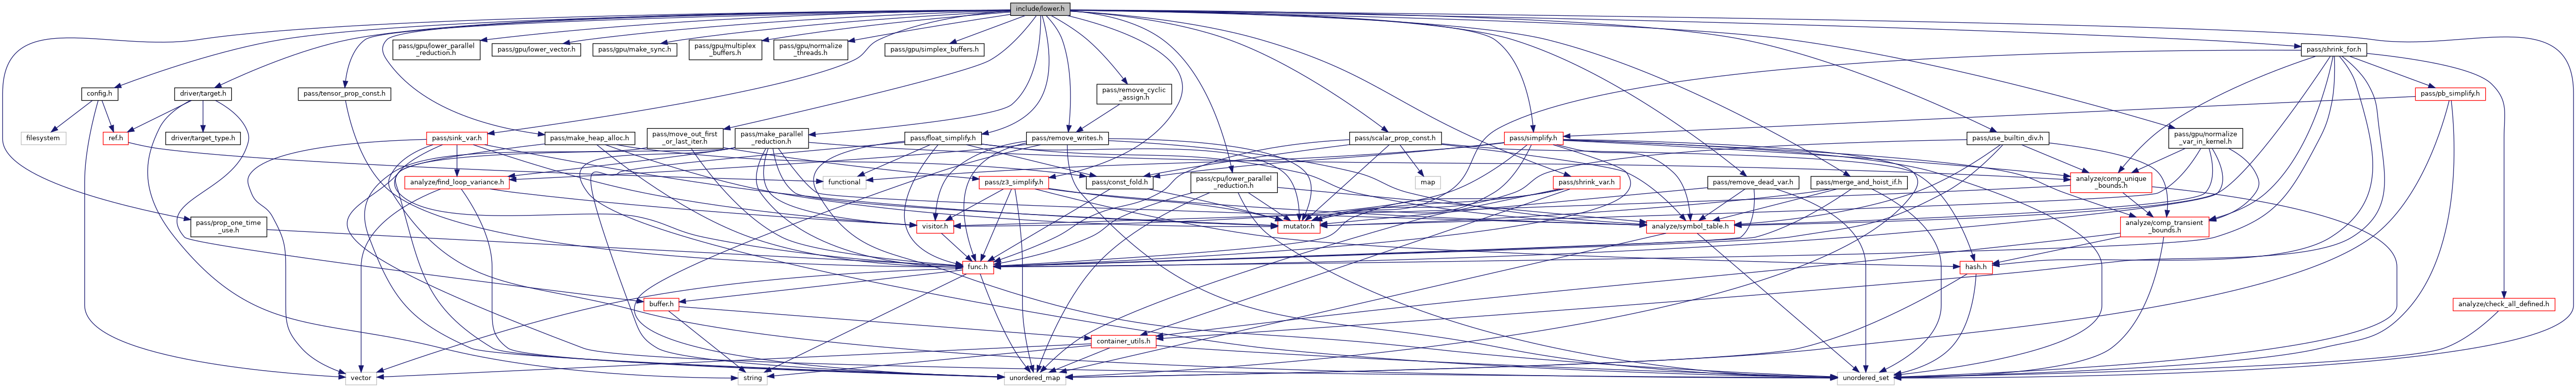 include/lower.h
pass/gpu/lower_parallel
_reduction.h
pass/gpu/lower_vector.h
pass/gpu/make_sync.h
pass/gpu/multiplex
_buffers.h
pass/gpu/normalize
_threads.h
pass/gpu/simplex_buffers.h
pass/shrink_for.h
config.h
driver/target.h
pass/tensor_prop_const.h
pass/remove_cyclic
_assign.h
pass/pb_simplify.h
filesystem
ref.h
driver/target_type.h
pass/sink_var.h
pass/make_heap_alloc.h
pass/move_out_first
_or_last_iter.h
pass/make_parallel
_reduction.h
pass/float_simplify.h
pass/remove_writes.h
pass/scalar_prop_const.h
pass/simplify.h
pass/use_builtin_div.h
pass/gpu/normalize
_var_in_kernel.h
analyze/find_loop_variance.h
functional
pass/z3_simplify.h
pass/const_fold.h
pass/cpu/lower_parallel
_reduction.h
map
pass/shrink_var.h
pass/remove_dead_var.h
pass/merge_and_hoist_if.h
analyze/comp_unique
_bounds.h
pass/prop_one_time
_use.h
visitor.h
mutator.h
analyze/symbol_table.h
analyze/comp_transient
_bounds.h
func.h
hash.h
buffer.h
analyze/check_all_defined.h
container_utils.h
vector
string
unordered_map
unordered_set